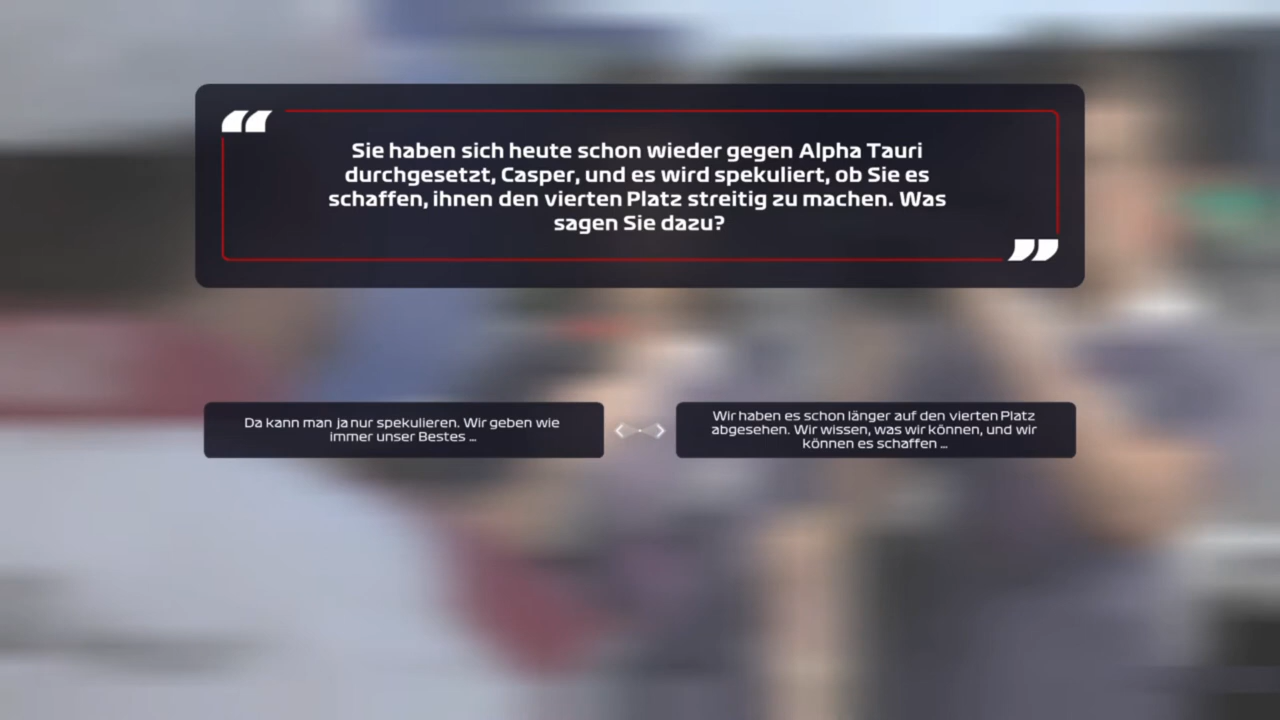 Sie haben sich heute schon wieder gegen Alpha Tauri
durchgesetzt, Casper, und es wird spekuliert, ob Sie es
schaffen, ihnen den vierten Platz streitig zu machen. Was
sagen Sie dazu?
Da kann man ja nur spekulieren. Wir geben wie
immer unser Bestes ...
Wir haben es schon länger auf den vierten Platz
abgesehen. Wir wissen, was wir können, und wir
können es schaffen ...